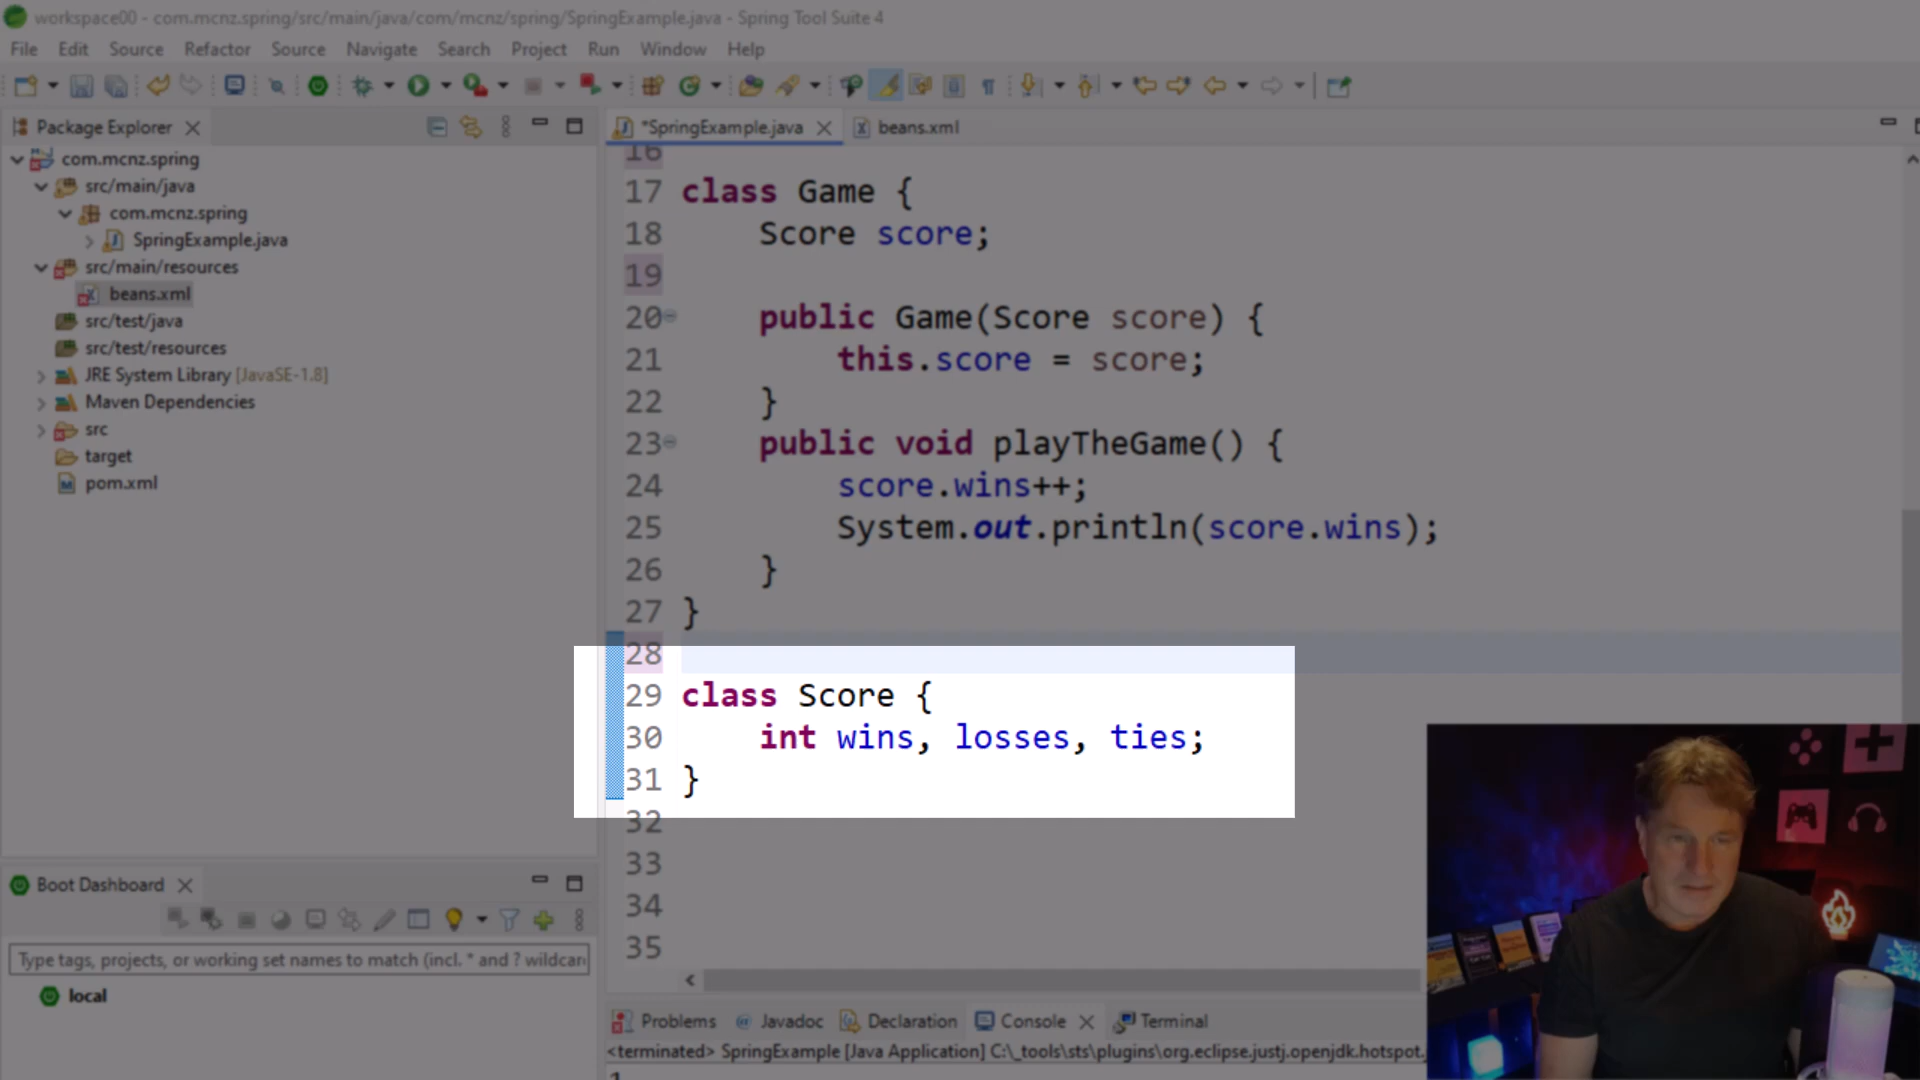 workspace00 - com.mcnz.spring/src/main/java/com/mcnz/spring/SpringExample.java - Spring Tool Suite 4
File Edit Source Refactor Source Navigate Search Project Run Window Help
Package Explorer
com.mcnz.spring
src/main/java
com.mcnz.spring
SpringExample.java
src/main/resources
beans.xml
src/test/java
src/test/resources
JRE System Library [JavaSE-1.8]
Maven Dependencies
src
target
pom.xml
*SpringExample.java beans.xml
16
17 class Game {
18 Score score;
19
20 public Game(Score score) {
21 this.score = score;
22 }
23 public void playTheGame() {
24 score.wins++;
25 System.out.println(score.wins);
26 }
27 }
28
29 class Score {
30 int wins, losses, ties;
31 }
32
33
34
35
Boot Dashboard
Type tags, projects, or working set names to match (incl. * and ? wildcar
local
Problems @ Javadoc Declaration Console Terminal
<terminated> SpringExample [Java Application] C:\_tools\sts\plugins\org.eclipse.justj.openjdk.hotspot.